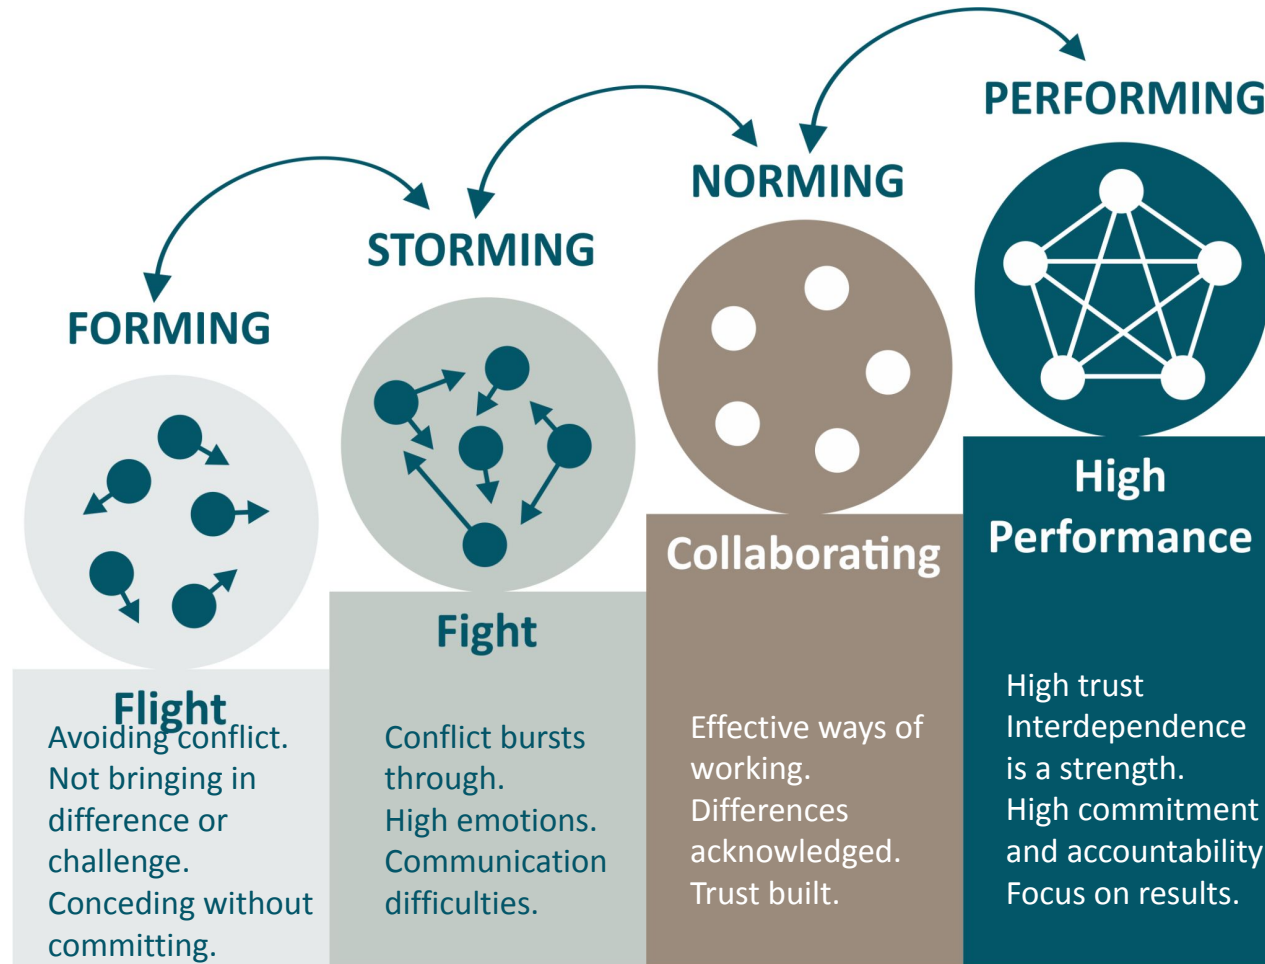 FORMING
Flight
Avoiding conflict.
Not bringing in
difference or
challenge.
Conceding without
committing.
STORMING
Fight
Conflict bursts
through.
High emotions.
Communication
difficulties.
NORMING
Collaborating
Effective ways of
working.
Differences
acknowledged.
Trust built.
PERFORMING
High
Performance
High trust
Interdependence
is a strength.
High commitment
and accountability
Focus on results.